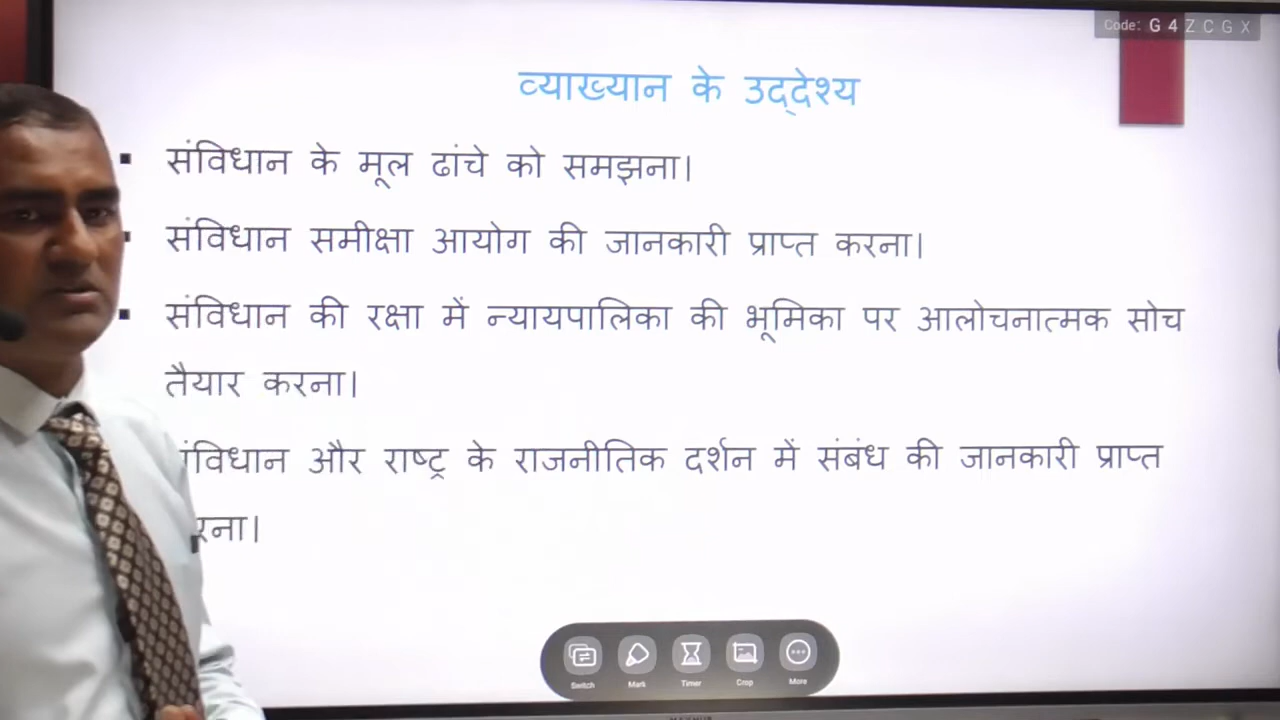 Code: G 4 Z C G X
व्याख्यान के उद्देश्य
▪ संविधान के मूल ढांचे को समझना।
▪ संविधान समीक्षा आयोग की जानकारी प्राप्त करना।
▪ संविधान की रक्षा में न्यायपालिका की भूमिका पर आलोचनात्मक सोच
तैयार करना।
और राष्ट्र के राजनीतिक दर्शन में संबंध की जानकारी प्राप्त
Switch Mark Timer Crop More